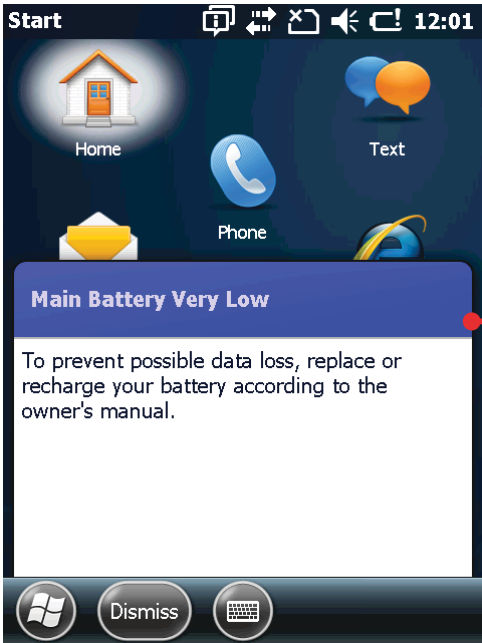 Start 12:01
Home
Text
Phone
Main Battery Very Low
To prevent possible data loss, replace or
recharge your battery according to the
owner's manual.
Dismiss